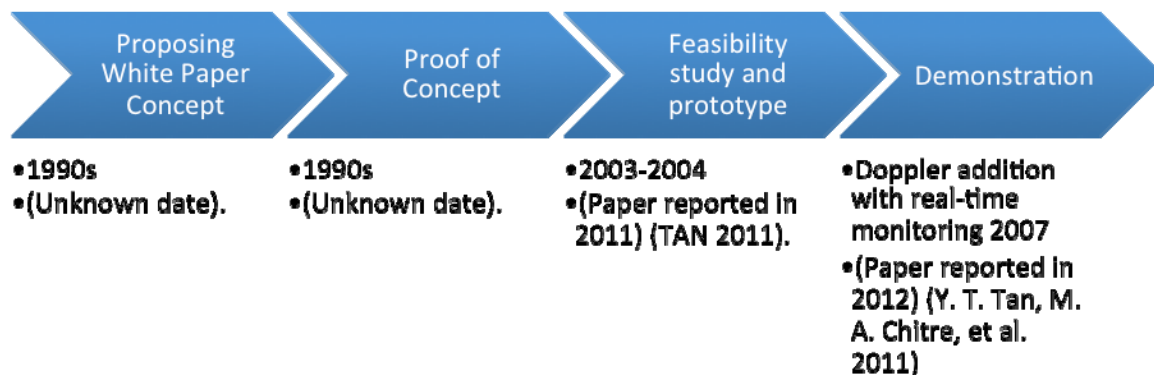 Proposing
White Paper
Concept
Proof of
Concept
Feasibility
study and
prototype
Demonstration
•1990s
•(Unknown date).
•1990s
•(Unknown date).
•2003-2004
•(Paper reported in
2011) (TAN 2011).
•Doppler addition
with real-time
monitoring 2007
•(Paper reported in
2012) (Y. T. Tan, M.
A. Chitre, et al.
2011)